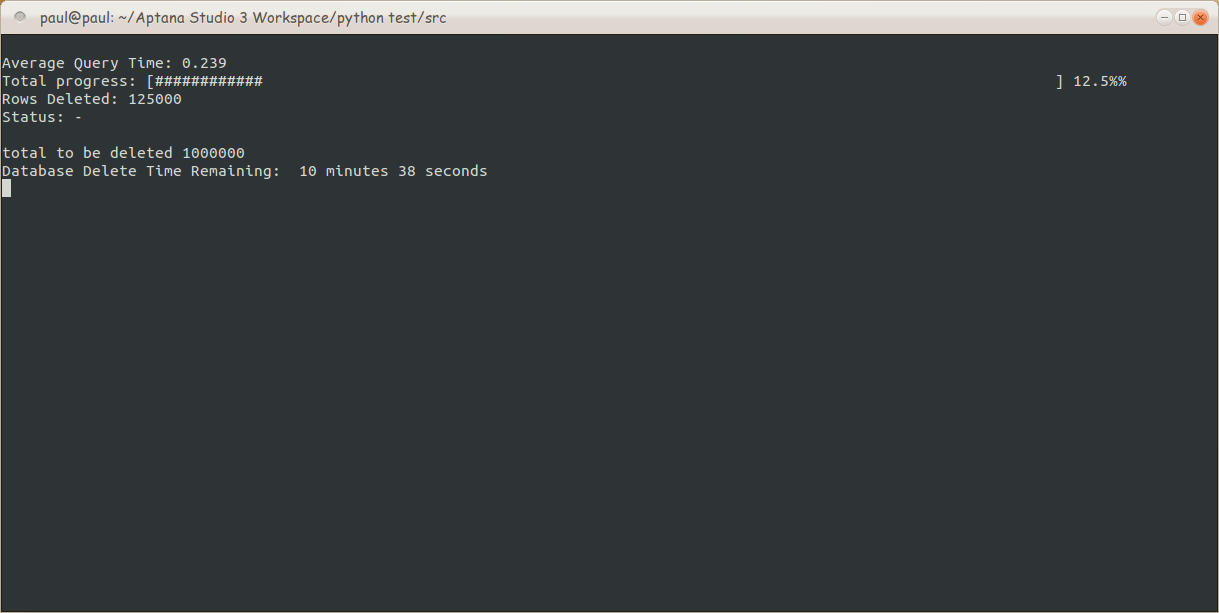 paul@paul: ~/Aptana Studio 3 Workspace/python test/src
Average Query Time: 0.239
Total progress: [############                                                                                        ] 12.5%%
Rows Deleted: 125000
Status: -
total to be deleted 1000000
Database Delete Time Remaining:  10 minutes 38 seconds